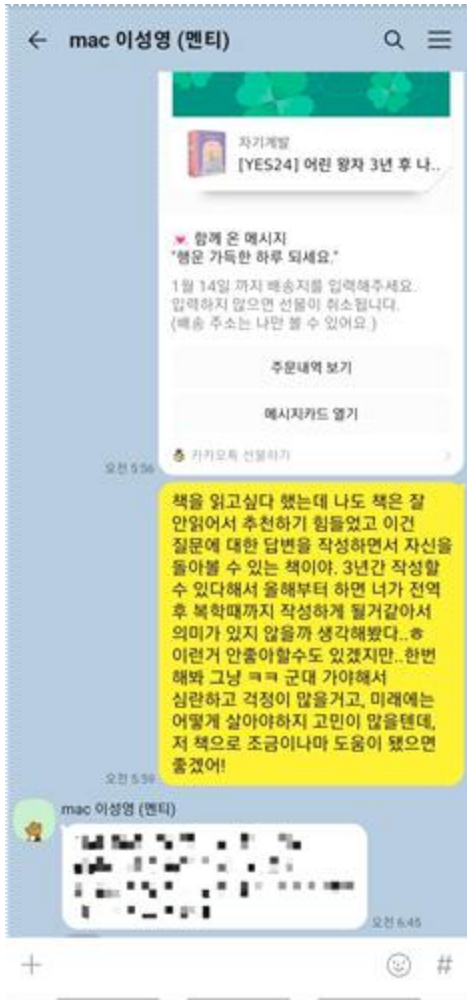 mac 이성영 (멘티)
자기계발
[YES24] 어린 왕자 3년 후 나..
함께 온 메시지
"행운 가득한 하루 되세요."
1월 14일 까지 배송지를 입력해주세요.
입력하지 않으면 선물이 취소됩니다.
(배송 주소는 나만 볼 수 있어요.)
주문내역 보기
메시지카드 열기
카카오톡 선물하기
오전 5:56
책을 읽고싶다 했는데 나도 책은 잘
안읽어서 추천하기 힘들었고 이건
질문에 대한 답변을 작성하면서 자신을
돌아볼 수 있는 책이야. 3년간 작성할
수 있다해서 올해부터 하면 너가 전역
후 복학때까지 작성하게 될거같아서
의미가 있지 않을까 생각해봤다..ㅎ
이런거 안좋아할수도 있겠지만..한번
해봐 그냥 ㅋㅋ 군대 가야해서
심란하고 걱정이 많을거고, 미래에는
어떻게 살아야하지 고민이 많을텐데,
저 책으로 조금이나마 도움이 됐으면
좋겠어!
오전 5:59
mac 이성영 (멘티)
오전 6:45
#